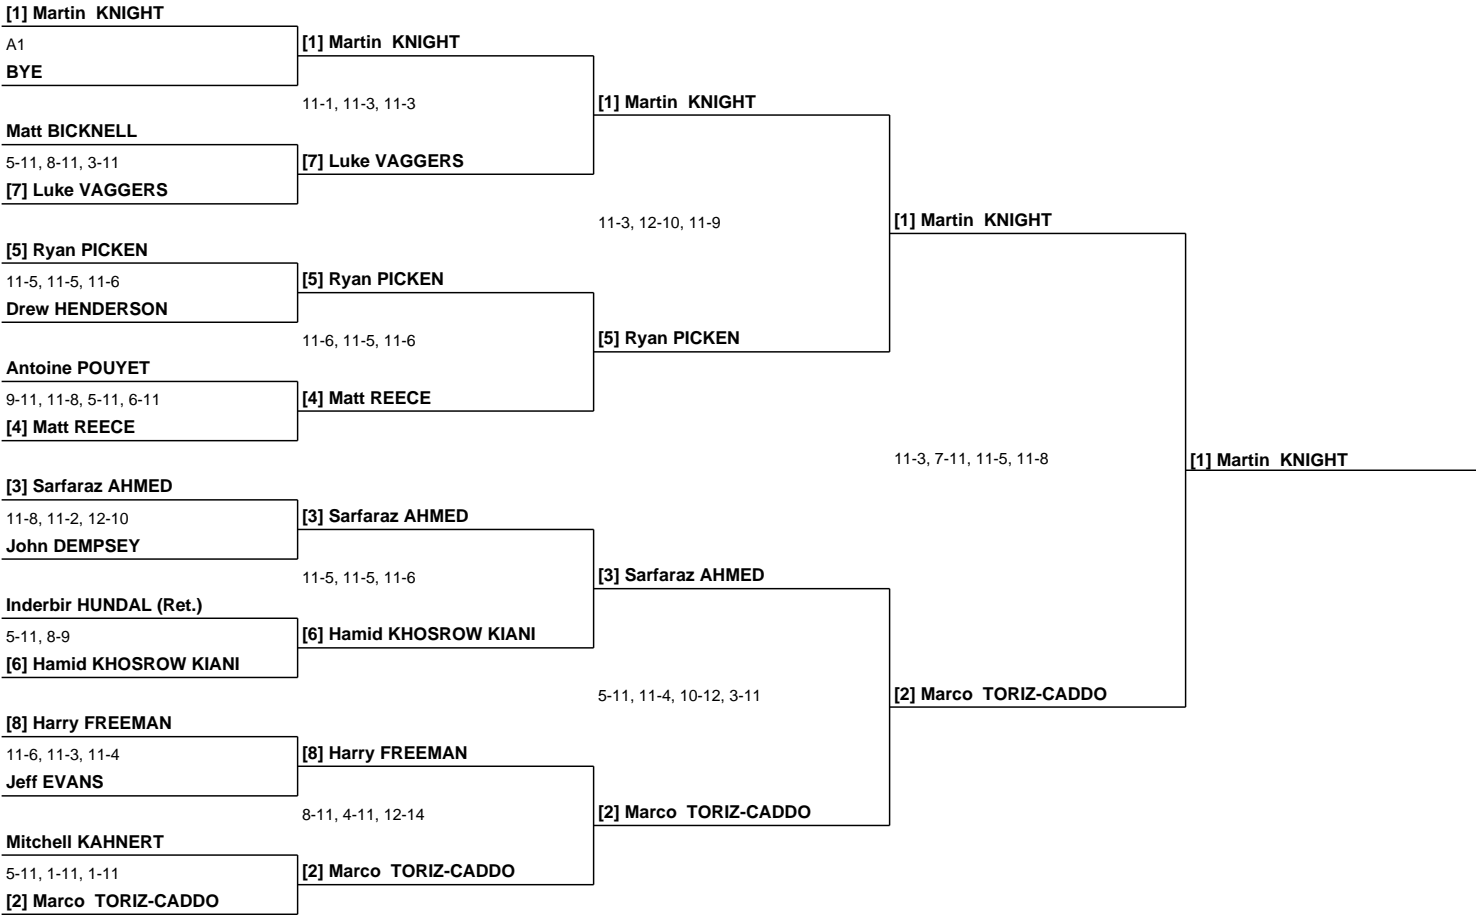 [1] Martin  KNIGHT
A1
BYE
[1] Martin  KNIGHT
11-1, 11-3, 11-3
Matt BICKNELL
5-11, 8-11, 3-11
[7] Luke VAGGERS
[7] Luke VAGGERS
[1] Martin  KNIGHT
11-3, 12-10, 11-9
[5] Ryan PICKEN
11-5, 11-5, 11-6
Drew HENDERSON
[5] Ryan PICKEN
11-6, 11-5, 11-6
Antoine POUYET
9-11, 11-8, 5-11, 6-11
[4] Matt REECE
[4] Matt REECE
[5] Ryan PICKEN
[1] Martin  KNIGHT
11-3, 7-11, 11-5, 11-8
[1] Martin  KNIGHT
[3] Sarfaraz AHMED
11-8, 11-2, 12-10
John DEMPSEY
[3] Sarfaraz AHMED
11-5, 11-5, 11-6
Inderbir HUNDAL (Ret.)
5-11, 8-9
[6] Hamid KHOSROW KIANI
[6] Hamid KHOSROW KIANI
[3] Sarfaraz AHMED
5-11, 11-4, 10-12, 3-11
[2] Marco  TORIZ-CADDO
[8] Harry FREEMAN
11-6, 11-3, 11-4
Jeff EVANS
[8] Harry FREEMAN
8-11, 4-11, 12-14
[2] Marco  TORIZ-CADDO
Mitchell KAHNERT
5-11, 1-11, 1-11
[2] Marco  TORIZ-CADDO
[2] Marco  TORIZ-CADDO